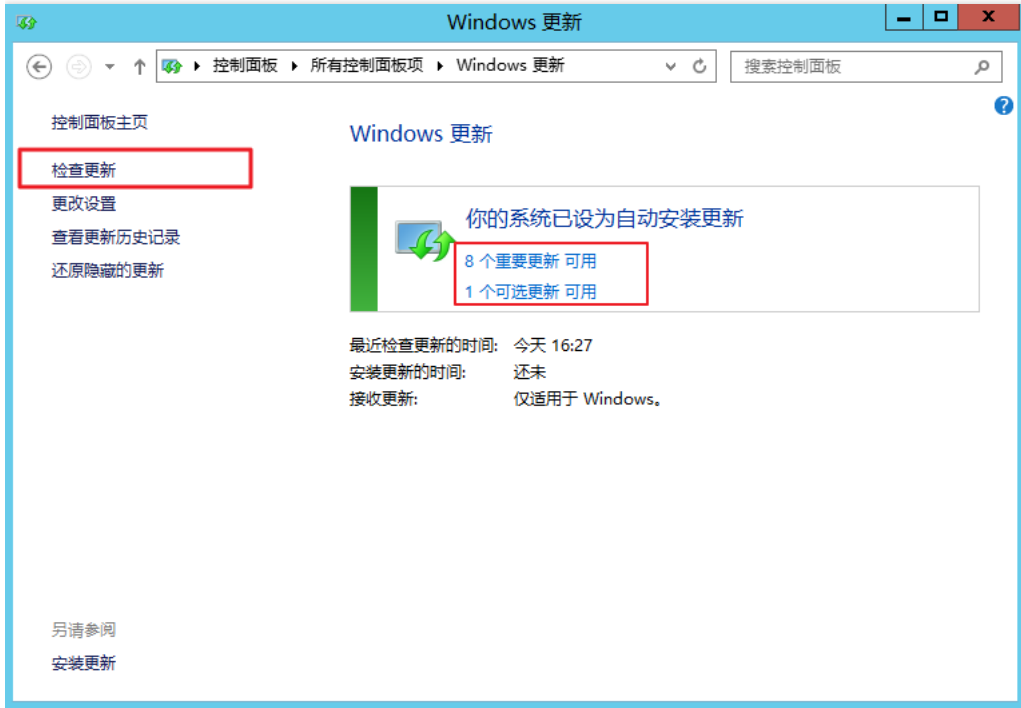 Windows 更新
控制面板 所有控制面板项 Windows 更新
搜索控制面板
控制面板主页
检查更新
更改设置
查看更新历史记录
还原隐藏的更新
Windows 更新
你的系统已设为自动安装更新
8 个重要更新 可用
1 个可选更新 可用
最近检查更新的时间: 今天 16:27
安装更新的时间: 还未
接收更新: 仅适用于 Windows。
另请参阅
安装更新